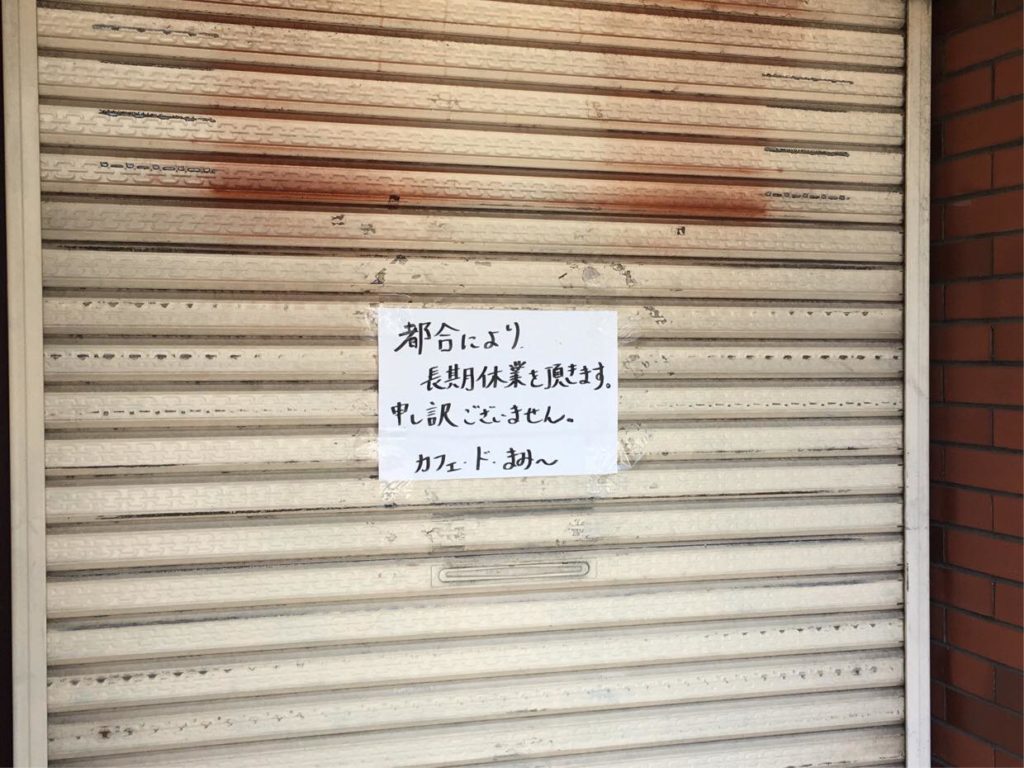 都合により
長期休業を頂きます。
申し訳ございません。
カフェ・ド・まみ〜